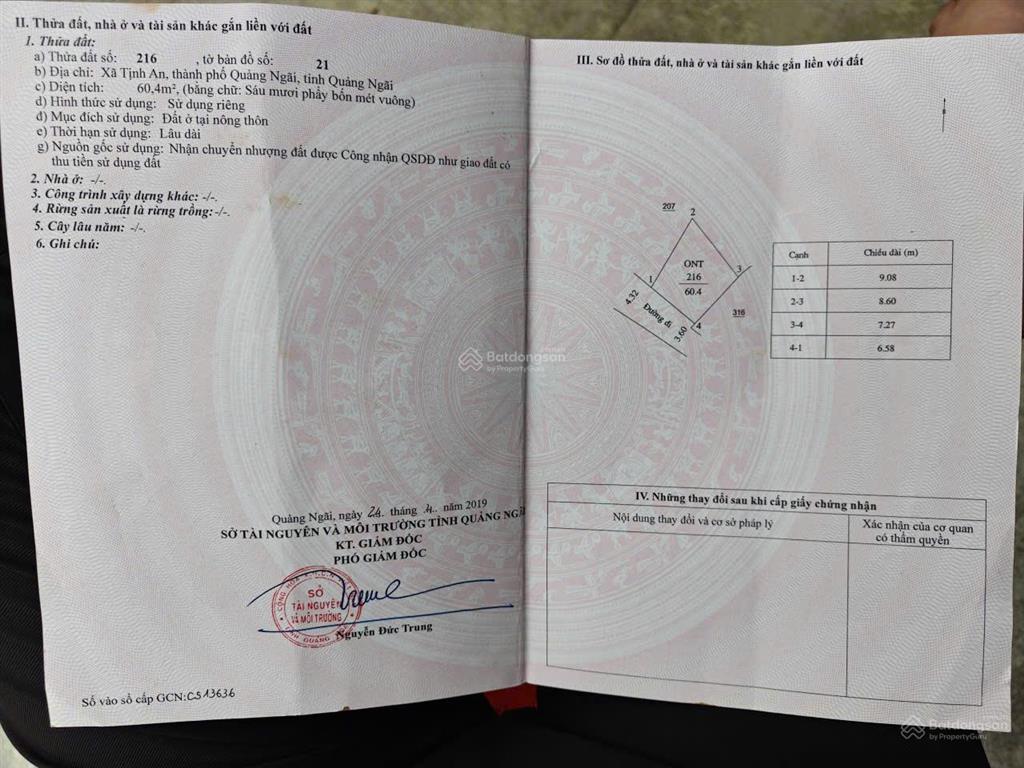 II. Thửa đất, nhà ở và tài sản khác gắn liền với đất
1. Thửa đất:
a) Thửa đất số: 216 , tờ bản đồ số: 21
b) Địa chỉ: Xã Tịnh An, thành phố Quảng Ngãi, tỉnh Quảng Ngãi
c) Diện tích: 60,4m², (bằng chữ: Sáu mươi phẩy bốn mét vuông)
d) Hình thức sử dụng: Sử dụng riêng
đ) Mục đích sử dụng: Đất ở tại nông thôn
e) Thời hạn sử dụng: Lâu dài
g) Nguồn gốc sử dụng: Nhận chuyển nhượng đất được Công nhận QSDĐ như giao đất có
thu tiền sử dụng đất
2. Nhà ở: -/-.
3. Công trình xây dựng khác: -/-.
4. Rừng sản xuất là rừng trồng: -/-.
5. Cây lâu năm: -/-.
6. Ghi chú:
Quảng Ngãi, ngày 24 tháng 4. năm 2019
SỞ TÀI NGUYÊN VÀ MÔI TRƯỜNG TỈNH QUẢNG NGÃI
KT. GIÁM ĐỐC
PHÓ GIÁM ĐỐC
SỞ
TÀI NGUYÊN
VÀ MÔI TRƯỜNG
Nguyễn Đức Trung
Số vào sổ cấp GCN: CS13636
III. Sơ đồ thửa đất, nhà ở và tài sản khác gắn liền với đất
207
2
ONT
216
60.4
1
3
4
316
4.32
Đường đi
3.60
Cạnh Chiều dài (m)
1-2 9.08
2-3 8.60
3-4 7.27
4-1 6.58
IV. Những thay đổi sau khi cấp giấy chứng nhận
Nội dung thay đổi và cơ sở pháp lý
Xác nhận của cơ quan
có thẩm quyền
Batdongsan
by PropertyGuru
Batdongsan
by PropertyGuru